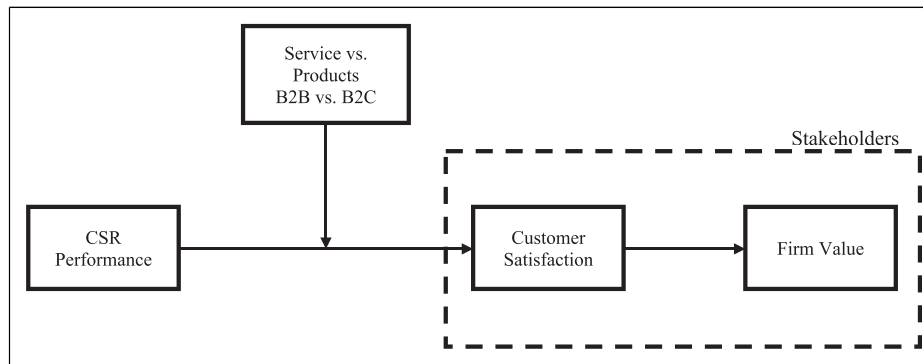 Service vs.
Products
B2B vs. B2C
Stakeholders
CSR
Performance
Customer
Satisfaction
Firm Value